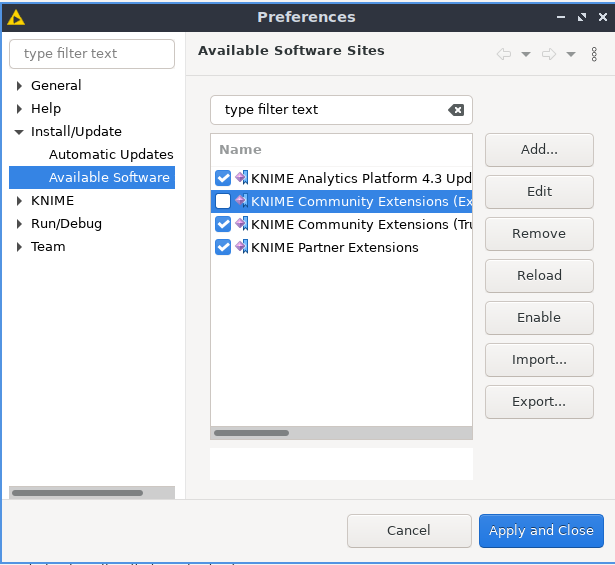 Preferences
type filter text
General
Help
Install/Update
Automatic Updates
Available Software
KNIME
Run/Debug
Team
Available Software Sites
type filter text
Name
KNIME Analytics Platform 4.3 Upd
KNIME Community Extensions (Ex
KNIME Community Extensions (Tru
KNIME Partner Extensions
Add...
Edit
Remove
Reload
Enable
Import...
Export...
Cancel
Apply and Close